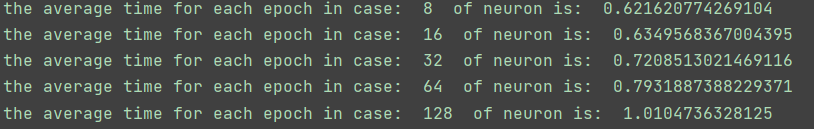 the average time for each epoch in case:  8  of neuron is:  0.621620774269104
the average time for each epoch in case:  16  of neuron is:  0.6349568367004395
the average time for each epoch in case:  32  of neuron is:  0.7208513021469116
the average time for each epoch in case:  64  of neuron is:  0.7931887388229371
the average time for each epoch in case:  128  of neuron is:  1.0104736328125